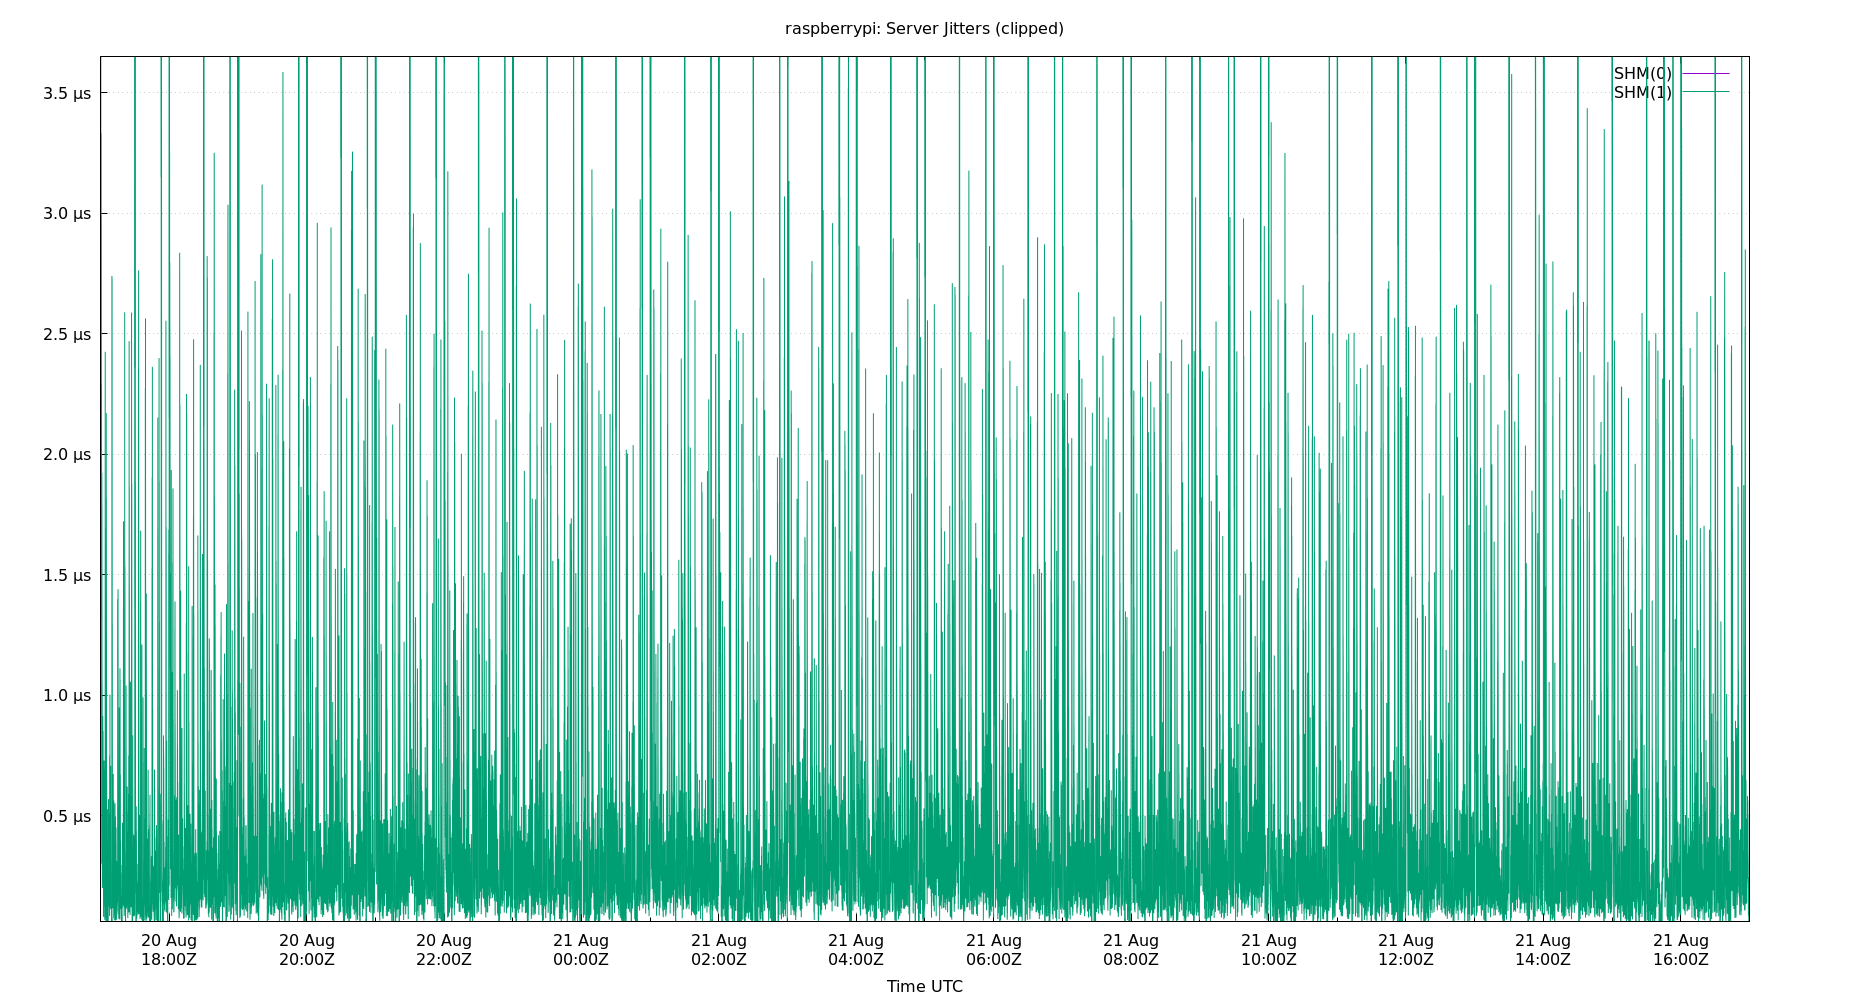 raspberrypi: Server Jitters (clipped)
SHM(0)
SHM(1)
3.5 µs
3.0 µs
2.5 µs
2.0 µs
1.5 µs
1.0 µs
0.5 µs
20 Aug 20 Aug 20 Aug 21 Aug 21 Aug 21 Aug 21 Aug 21 Aug 21 Aug 21 Aug 21 Aug 21 Aug
18:00Z 20:00Z 22:00Z 00:00Z 02:00Z 04:00Z 06:00Z 08:00Z 10:00Z 12:00Z 14:00Z 16:00Z
Time UTC